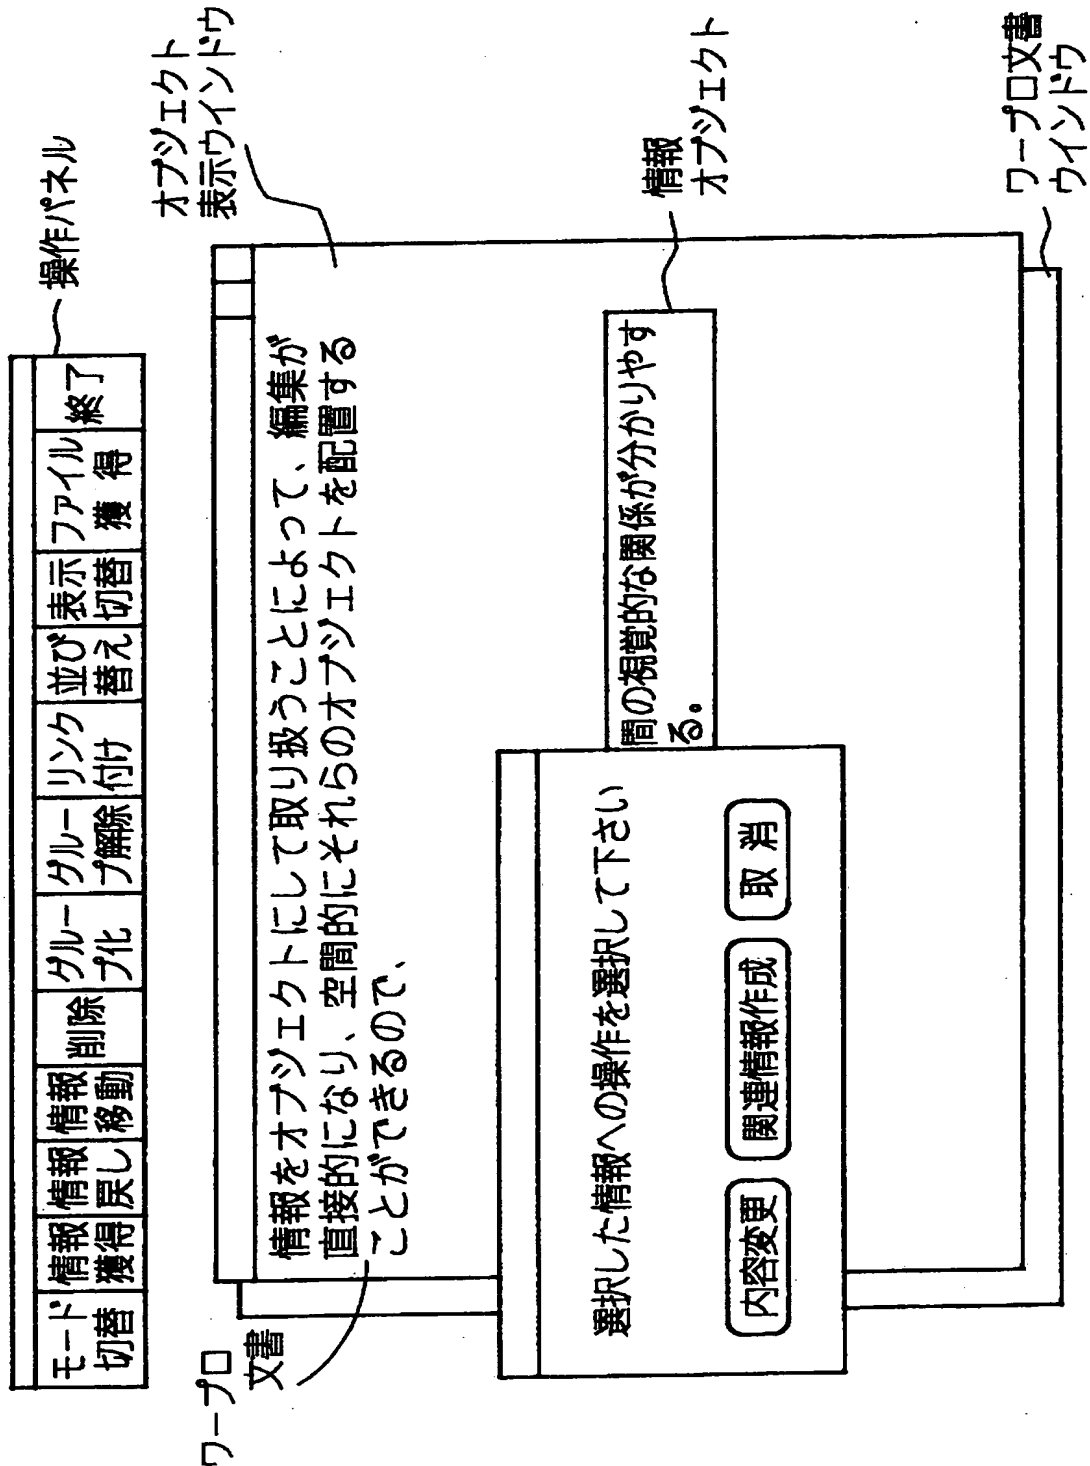 操作パネル
モード
切替
情報
獲得
情報
戻し
情報
移動
削除
グルー
プ化
グルー
プ解除
リンク
付け
並び
替え
表示
切替
ファイル
獲得
終了
オブジェクト
表示ウインドウ
ワープロ
文書
情報をオブジェクトにして取り扱うことによって、編集が
直接的になり、空間的にそれらのオブジェクトを配置する
ことができるので、
間の視覚的な関係が分かりやす
る。
情報
オブジェクト
選択した情報への操作を選択して下さい
内容変更
関連情報作成
取消
ワープロ文書
ウインドウ